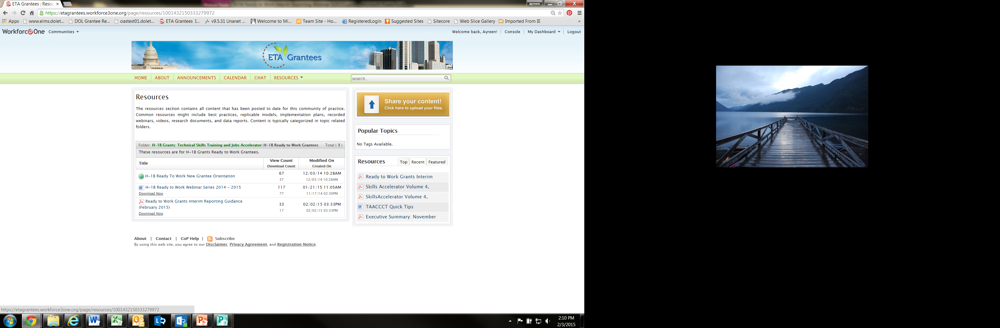 ETA Grantees : Resou
ayreen
https://etagrantees.workforce3one.org/page/resources/1001432150333279972
Apps www.eims.dolet... DOL Grantee Re... oastest01.dolet... ETA Grantees I... v9.5.31 Unanet ... Welcome to Mi... Team Site - Ho... RegisteredLogin Suggested Sites Sitecore Web Slice Gallery Imported From IE »
Workforce3One Communities
Welcome back, Ayreen! Console My Dashboard Logout
ETA Grantees
HOME ABOUT ANNOUNCEMENTS CALENDAR CHAT RESOURCES
search...
Resources
The resources section contains all content that has been posted to date for this community of practice.
Common resources might include best practices, replicable models, implementation plans, recorded
webinars, videos, research documents, and data reports. Content is typically categorized in topic related
folders.
Folder: H-1B Grants: Technical Skills Training and Jobs Accelerator\H-1B Ready to Work Grantees Total ( 3 )
These resources are for H-1B Grants Ready to Work Grantees.
Title View Count Modified On
Download Count Created On
H-1B Ready To Work New Grantee Orientation 67 12/03/14 10:28AM
37 12/03/14 10:28AM
H-1B Ready to Work Webinar Series 2014 - 2015 117 01/21/15 11:05AM
Download Now 77 11/17/14 02:30PM
Ready to Work Grants Interim Reporting Guidance
(February 2015) 33 02/02/15 03:33PM
Download Now 17 02/02/15 03:33PM
Share your content!
Click here to upload your files.
Popular Topics
No Tags Available.
Resources Top Recent Featured
Ready to Work Grants Interim
Skills Accelerator Volume 4,
SkillsAccelerator Volume 4,
TAACCCT Quick Tips
Executive Summary: November
About | Contact | CoP Help | Subscribe
By using this web site, you agree to our Disclaimer, Privacy Agreement, and Registration Notice.
https://etagrantees.workforce3one.org/page/resources/1001432150333279972
2:10 PM
2/3/2015